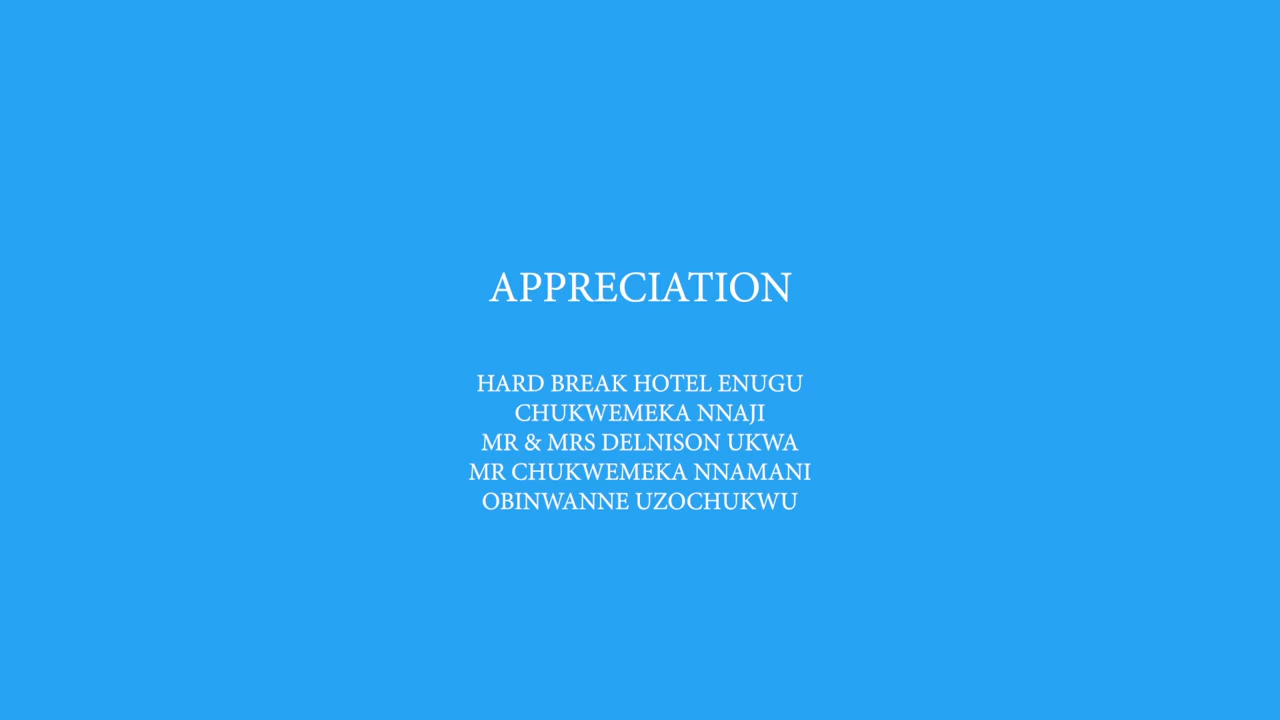 APPRECIATION
HARD BREAK HOTEL ENUGU
CHUKWEMEKA NNAJI
MR & MRS DELNISON UKWA
MR CHUKWEMEKA NNAMANI
OBINWANNE UZOCHUKWU